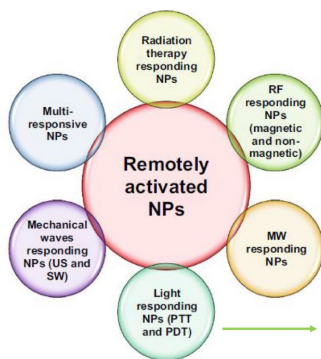 Radiation
therapy
responding
NPs
RF
responding
NPs
(magnetic
and non-
magnetic)
Multi-
responsive
NPs
Remotely
activated
NPs
Mechanical
waves
responding
NPs (US and
SW)
MW
responding
NPs
Light
responding
NPs (PTT
and PDT)